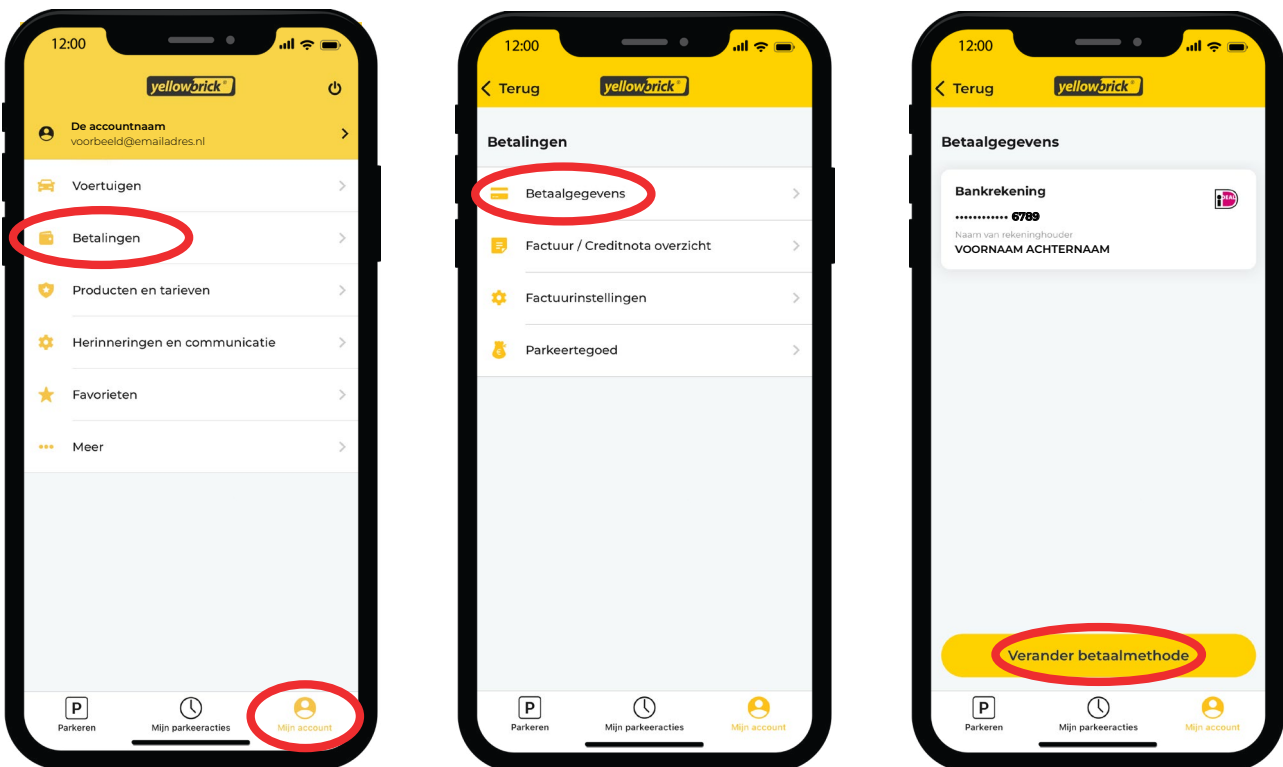 12:00
yellowbrick
De accountnaam
voorbeeld@emailadres.nl
Voertuigen
Betalingen
Producten en tarieven
Herinneringen en communicatie
Favorieten
Meer
P
Parkeren
Mijn parkeeracties
Mijn account
12:00
Terug
yellowbrick
Betalingen
Betaalgegevens
Factuur / Creditnota overzicht
Factuurinstellingen
€
Parkeertegoed
P
Parkeren
Mijn parkeeracties
Mijn account
12:00
Terug
yellowbrick
Betaalgegevens
Bankrekening
iDEAL
............ 6789
Naam van rekeninghouder
VOORNAAM ACHTERNAAM
Verander betaalmethode
P
Parkeren
Mijn parkeeracties
Mijn account